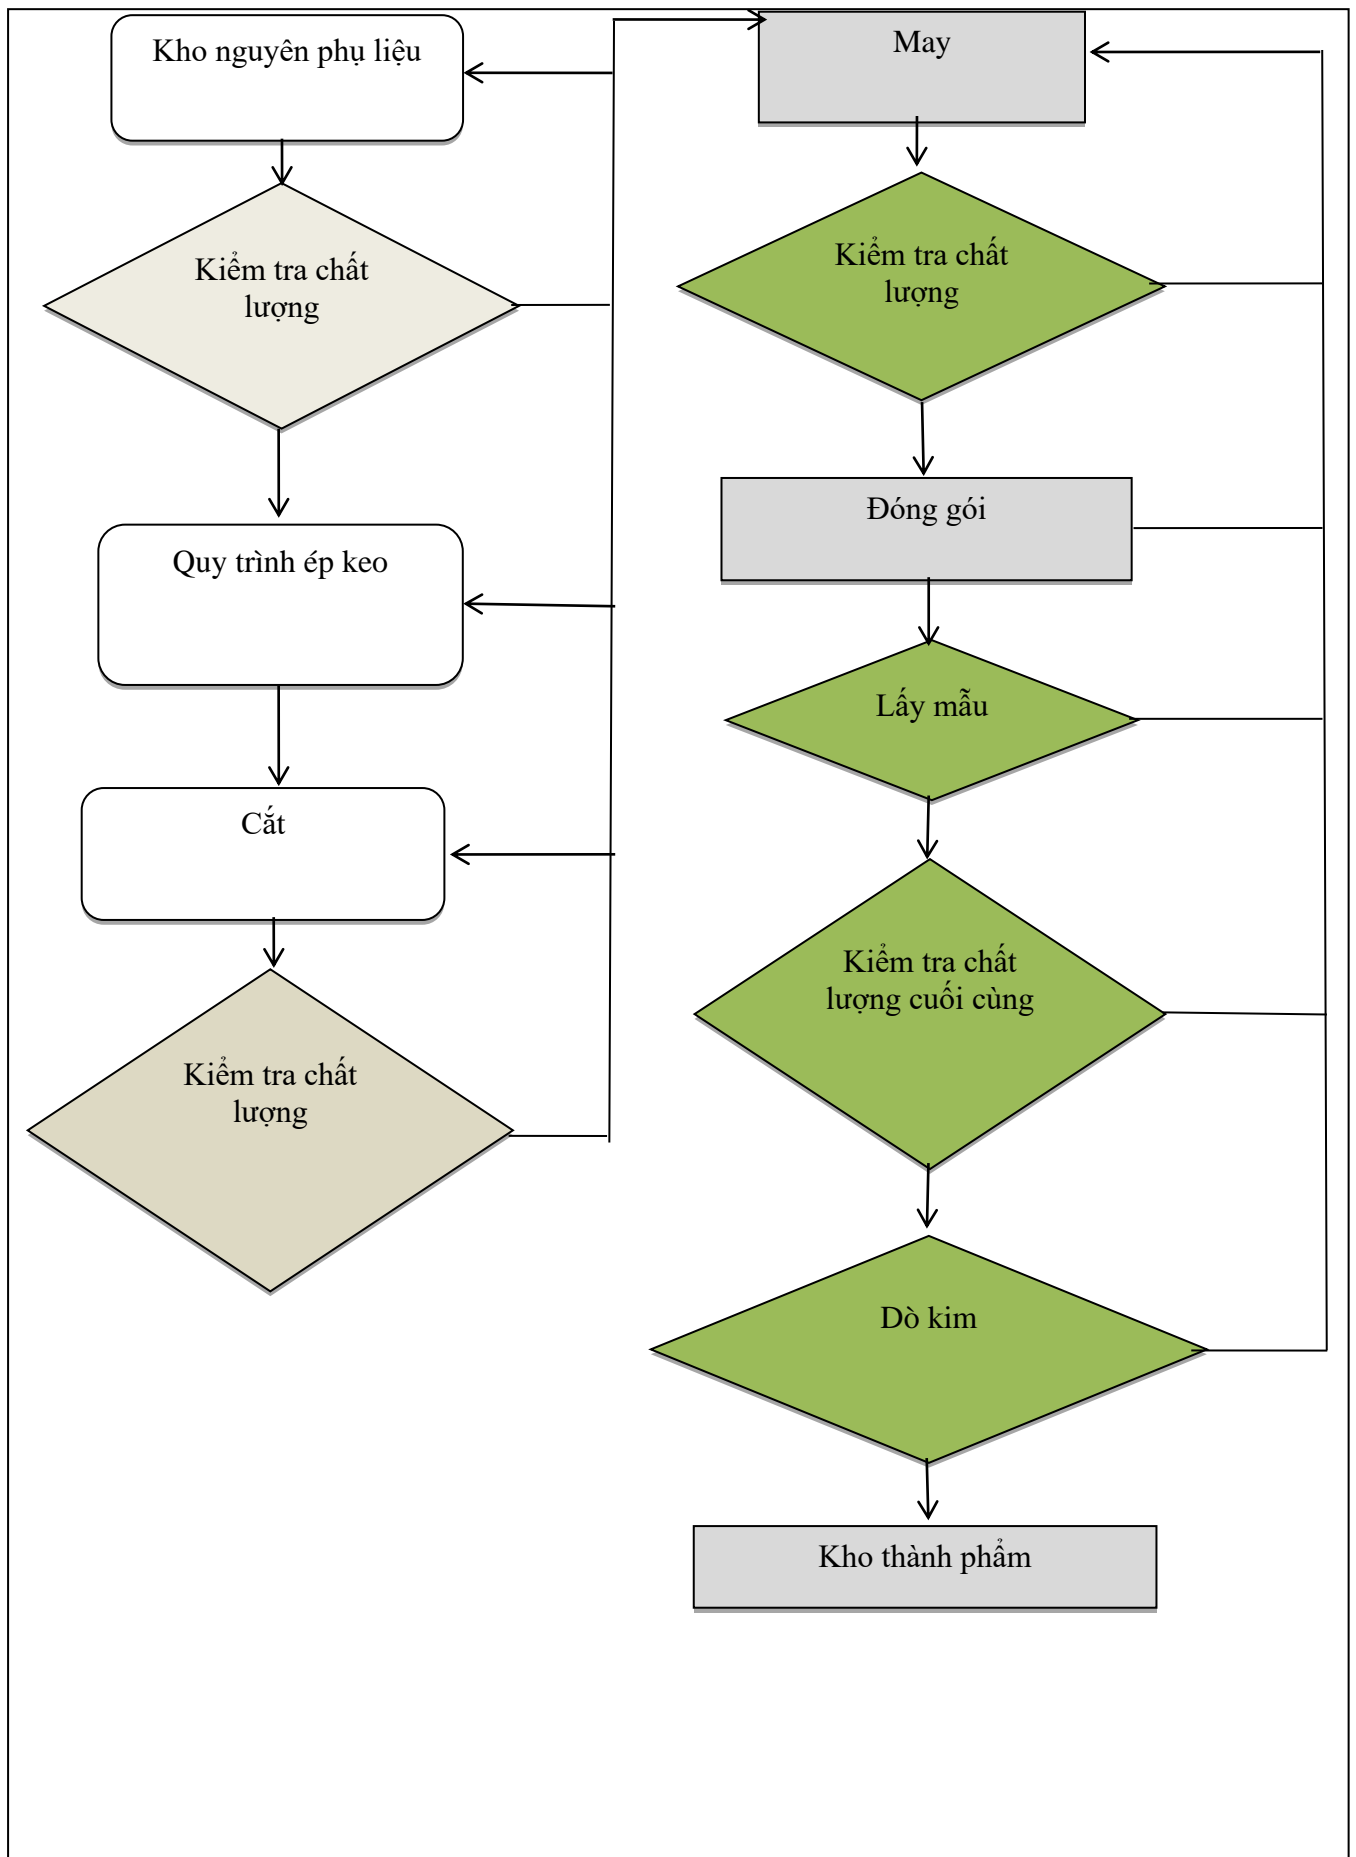 Kho nguyên phụ liệu
Kiểm tra chất
lượng
Quy trình ép keo
Cắt
Kiểm tra chất
lượng
May
Kiểm tra chất
lượng
Đóng gói
Lấy mẫu
Kiểm tra chất
lượng cuối cùng
Dò kim
Kho thành phẩm